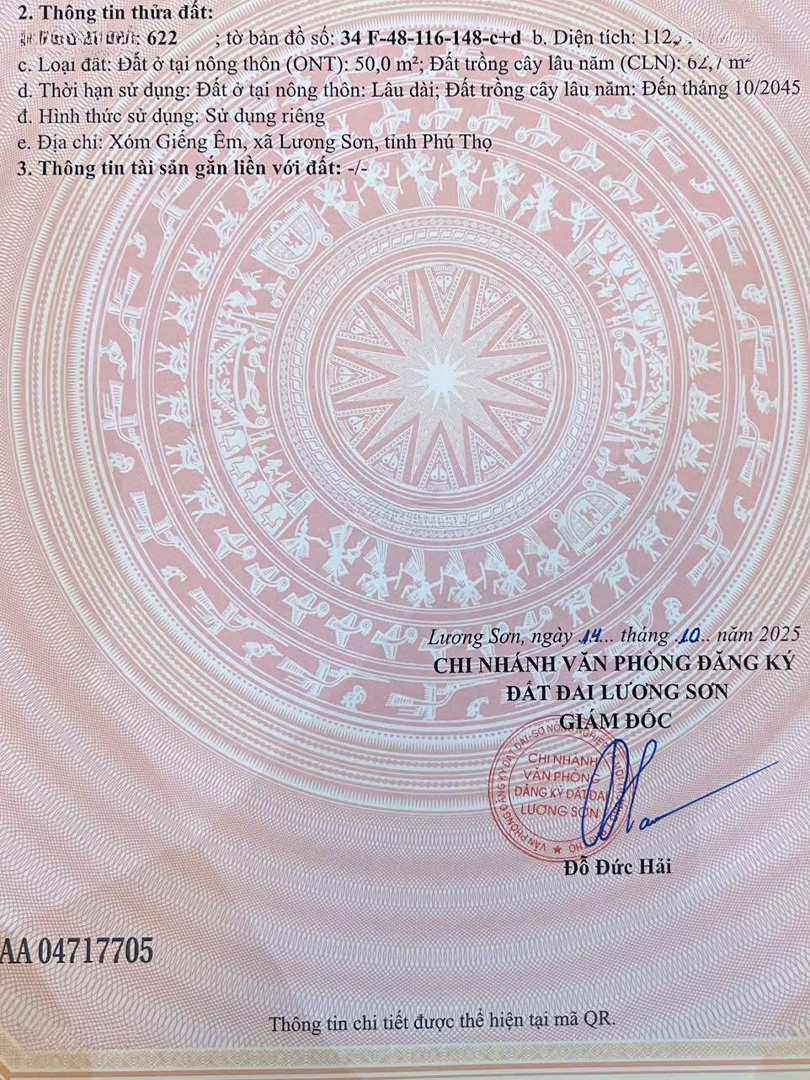 2. Thông tin thửa đất:
622 ; tờ bản đồ số: 34 F-48-116-148-c+d b. Diện tích: 112,
c. Loại đất: Đất ở tại nông thôn (ONT): 50,0 m²; Đất trồng cây lâu năm (CLN): 62,7 m²
d. Thời hạn sử dụng: Đất ở tại nông thôn: Lâu dài; Đất trồng cây lâu năm: Đến tháng 10/2045
đ. Hình thức sử dụng: Sử dụng riêng
e. Địa chỉ: Xóm Giếng Êm, xã Lương Sơn, tỉnh Phú Thọ
3. Thông tin tài sản gắn liền với đất: -/-
Lương Sơn, ngày 14... tháng .10.. năm 2025
CHI NHÁNH VĂN PHÒNG ĐĂNG KÝ
ĐẤT ĐAI LƯƠNG SƠN
GIÁM ĐỐC
CHI NHÁNH
VĂN PHÒNG
ĐĂNG KÝ ĐẤT ĐAI
LƯƠNG SƠN
Đỗ Đức Hải
AA 04717705
Thông tin chi tiết được thể hiện tại mã QR.